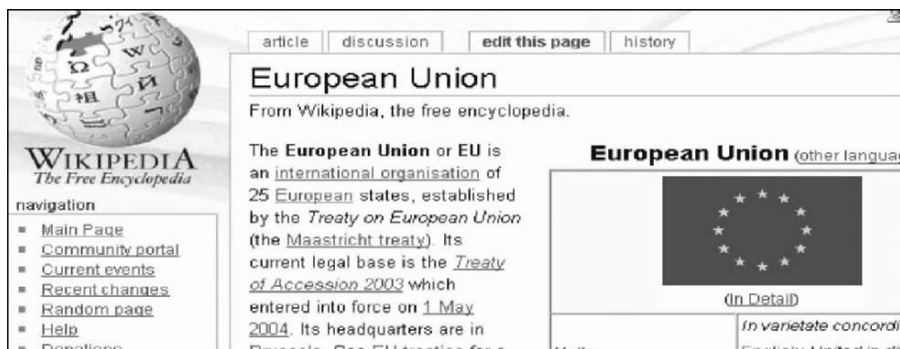 article
discussion
edit this page
history
European Union
From Wikipedia, the free encyclopedia.
WIKIPEDIA
The Free Encyclopedia
navigation
Main Page
Community portal
Current events
Recent changes
Random page
Help
Donations
The European Union or EU is
an international organisation of
25 European states, established
by the Treaty on European Union
(the Maastricht treaty). Its
current legal base is the Treaty
of Accession 2003 which
entered into force on 1 May
2004. Its headquarters are in
European Union (other langua
(In Detail)
In varietate concordi